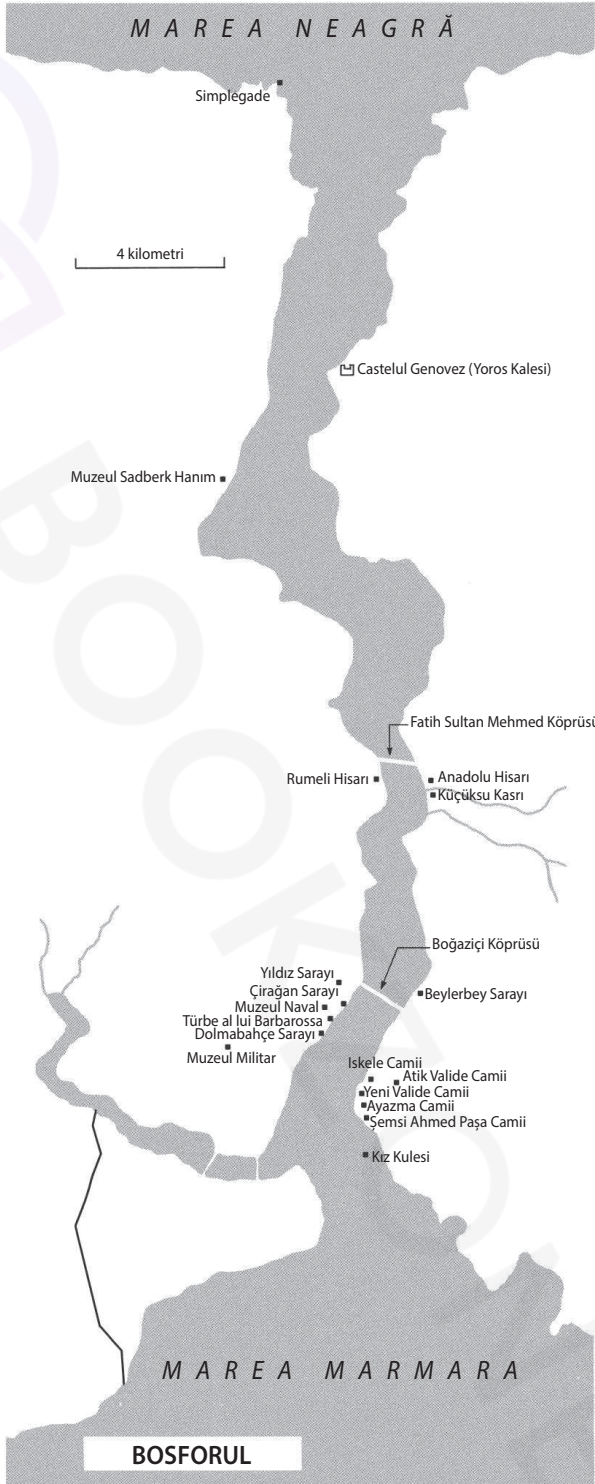 MAREA NEAGRĂ
Simplegade
4 kilometri
Castelul Genovez (Yoros Kalesi)
Muzeul Sadberk Hanım
Fatih Sultan Mehmed Köprüsü
Rumeli Hisarı
Anadolu Hisarı
Küçüksu Kasrı
Boğaziçi Köprüsü
Yıldız Sarayı
Çirağan Sarayı
Beylerbey Sarayı
Muzeul Naval
Türbe al lui Barbarossa
Dolmabahçe Sarayı
Muzeul Militar
Iskele Camii
Atik Valide Camii
Yeni Valide Camii
Ayazma Camii
Şemsi Ahmed Paşa Camii
Kız Kulesi
MAREA MARMARA
BOSFORUL